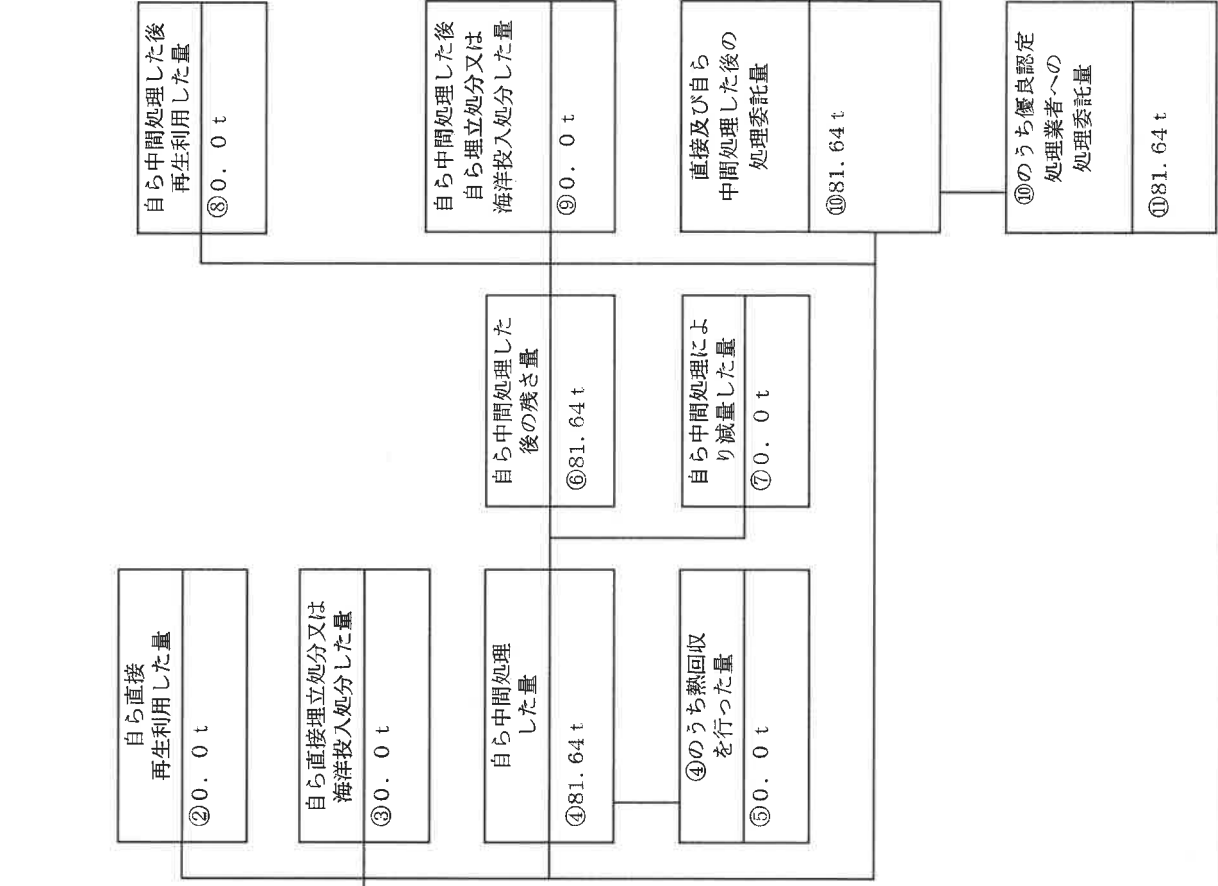 自ら直接
再生利用した量
②0. 0t
自ら直接埋立処分又は
海洋投入処分した量
③0. 0t
自ら中間処理
した量
④81.64t
④のうち熱回収
を行った量
⑤0. 0t
自ら中間処理した
後の残さ量
⑥81.64t
自ら中間処理によ
り減量した量
⑦0. 0t
自ら中間処理した後
再生利用した量
⑧0. 0t
自ら中間処理した後
自ら埋立処分又は
海洋投入処分した量
⑨0. 0t
直接及び自ら
中間処理した後の
処理委託量
⑩81.64t
⑩のうち優良認定
処理業者への
処理委託量
⑪81.64t